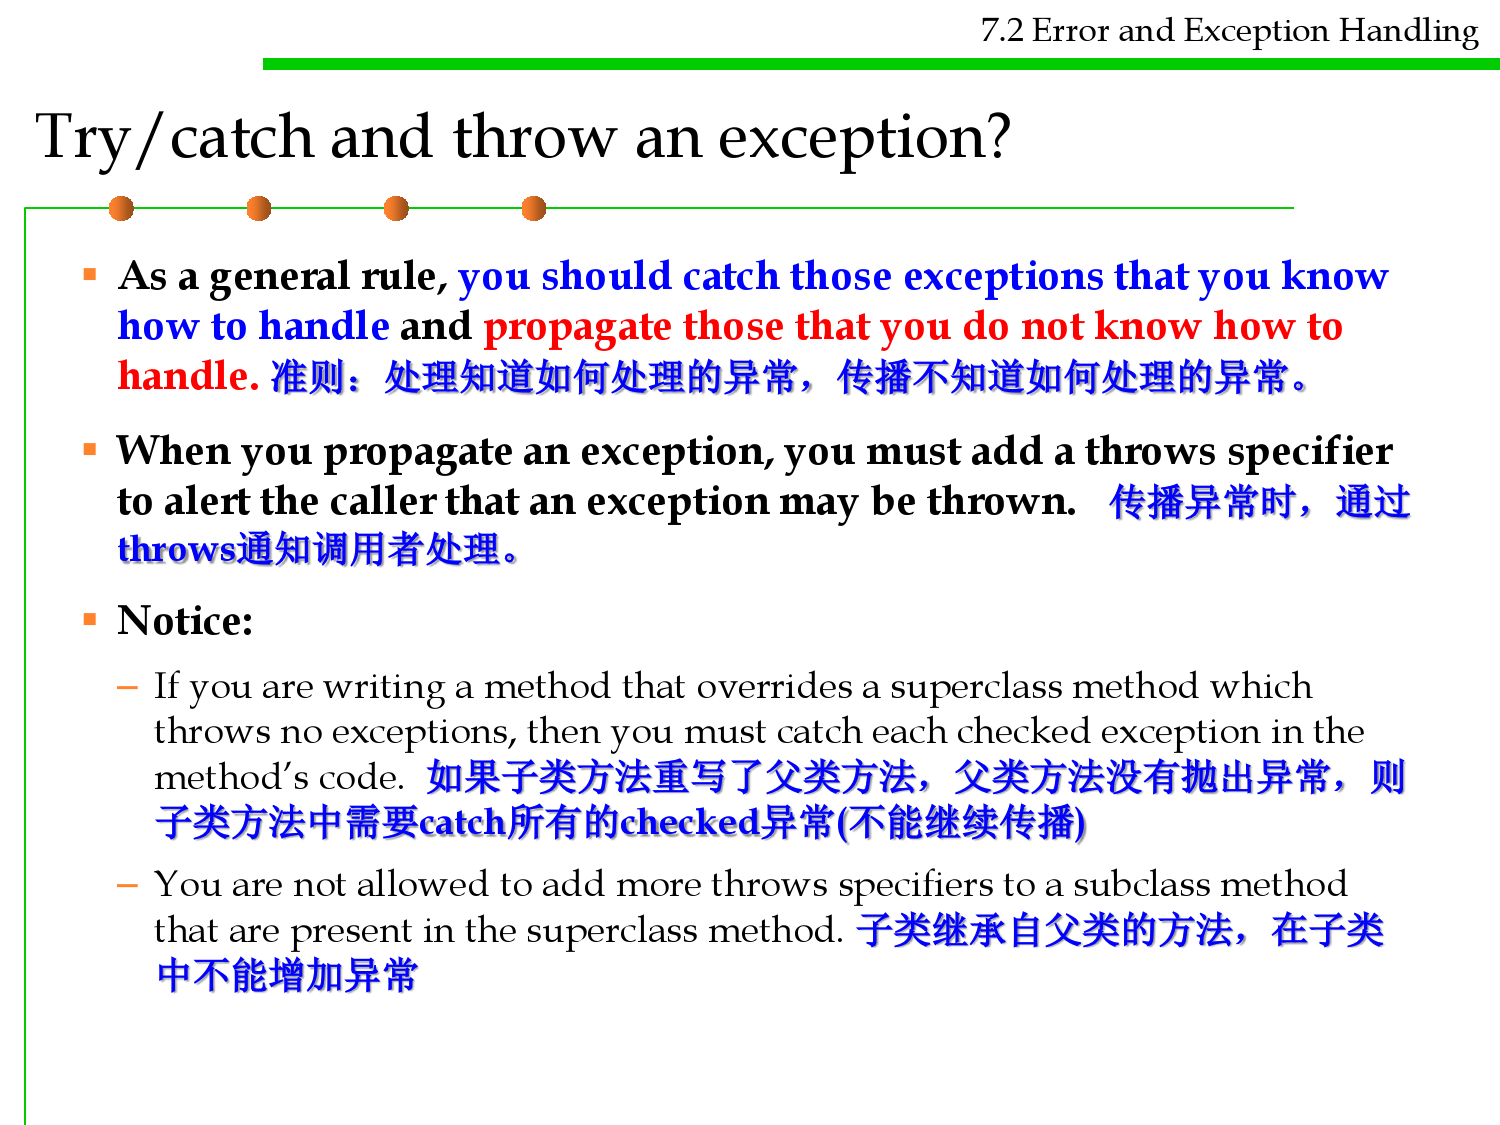 7.2 Error and Exception Handling
Try/catch and throw an exception?
As a general rule, you should catch those exceptions that you know
how to handle and propagate those that you do not know how to
handle. 准则：处理知道如何处理的异常，传播不知道如何处理的异常。
When you propagate an exception, you must add a throws specifier
to alert the caller that an exception may be thrown. 传播异常时，通过
throws通知调用者处理。
Notice:
– If you are writing a method that overrides a superclass method which
throws no exceptions, then you must catch each checked exception in the
method’s code. 如果子类方法重写了父类方法，父类方法没有抛出异常，则
子类方法中需要catch所有的checked异常(不能继续传播)
– You are not allowed to add more throws specifiers to a subclass method
that are present in the superclass method. 子类继承自父类的方法，在子类
中不能增加异常